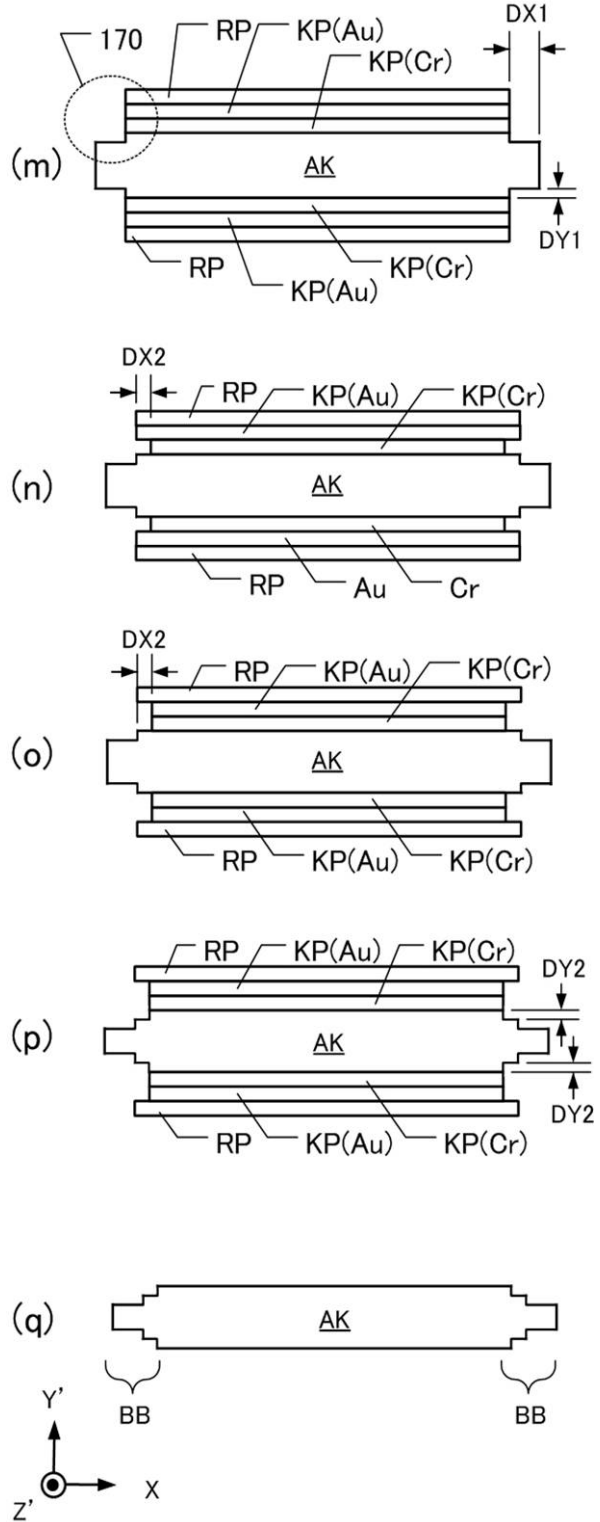 170
RP
KP(Au)
KP(Cr)
DX1
(m)
AK
DY1
RP
KP(Au)
KP(Cr)
DX2
RP
KP(Au)
KP(Cr)
(n)
AK
RP
Au
Cr
DX2
RP
KP(Au)
KP(Cr)
(o)
AK
RP
KP(Au)
KP(Cr)
RP
KP(Au)
KP(Cr)
DY2
(p)
AK
DY2
RP
KP(Au)
KP(Cr)
(q)
AK
BB
BB
Y'
X
Z'